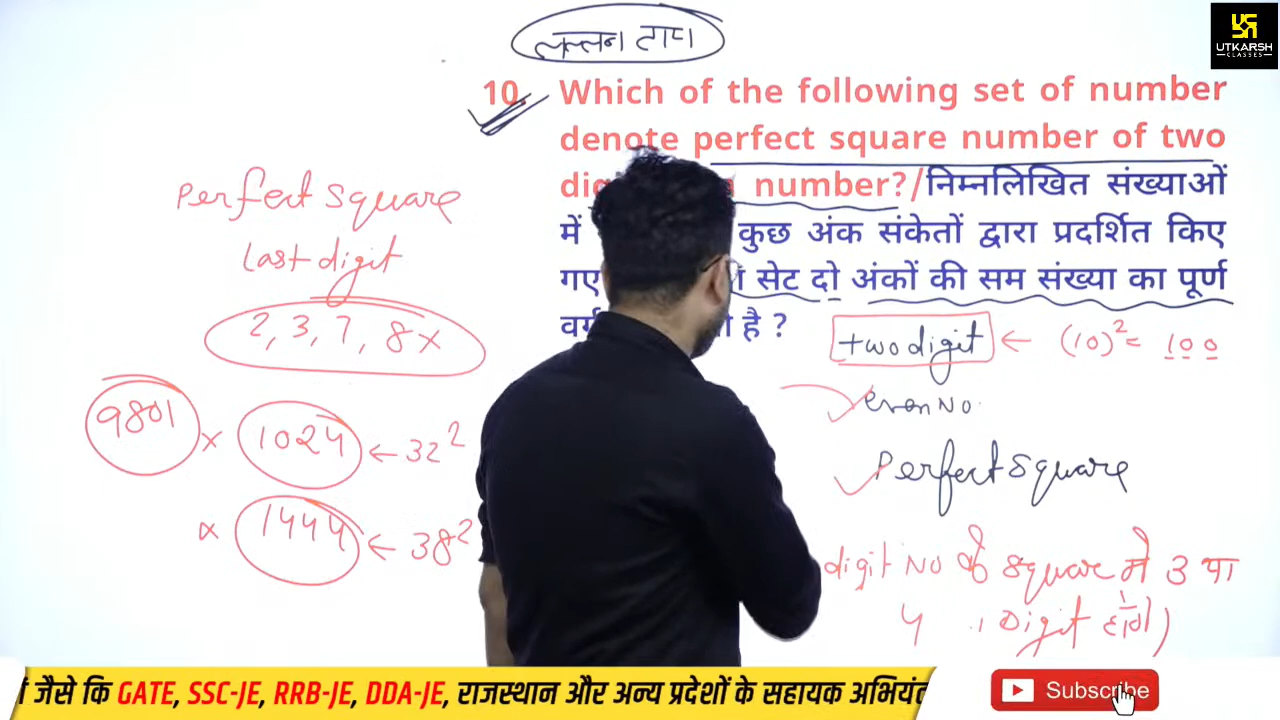 UTKARSH
CLASSES
10. Which of the following set of number
denote perfect square number of two
number?/निम्नलिखित संख्याओं
में कुछ अंक संकेतों द्वारा प्रदर्शित किए
गए सेट दो अंकों की सम संख्या का पूर्ण
है ?
Perfect square
last digit
2, 3, 7, 8 ×
9801 × 1024 ← 32²
1444 ← 38²
two digit ← (10)² = 100
even No.
Perfect square
digit No के square में 3 या
4 Digit होंगे
जैसे कि GATE, SSC-JE, RRB-JE, DDA-JE, राजस्थान और अन्य प्रदेशों के सहायक अभियंत
Subscribe